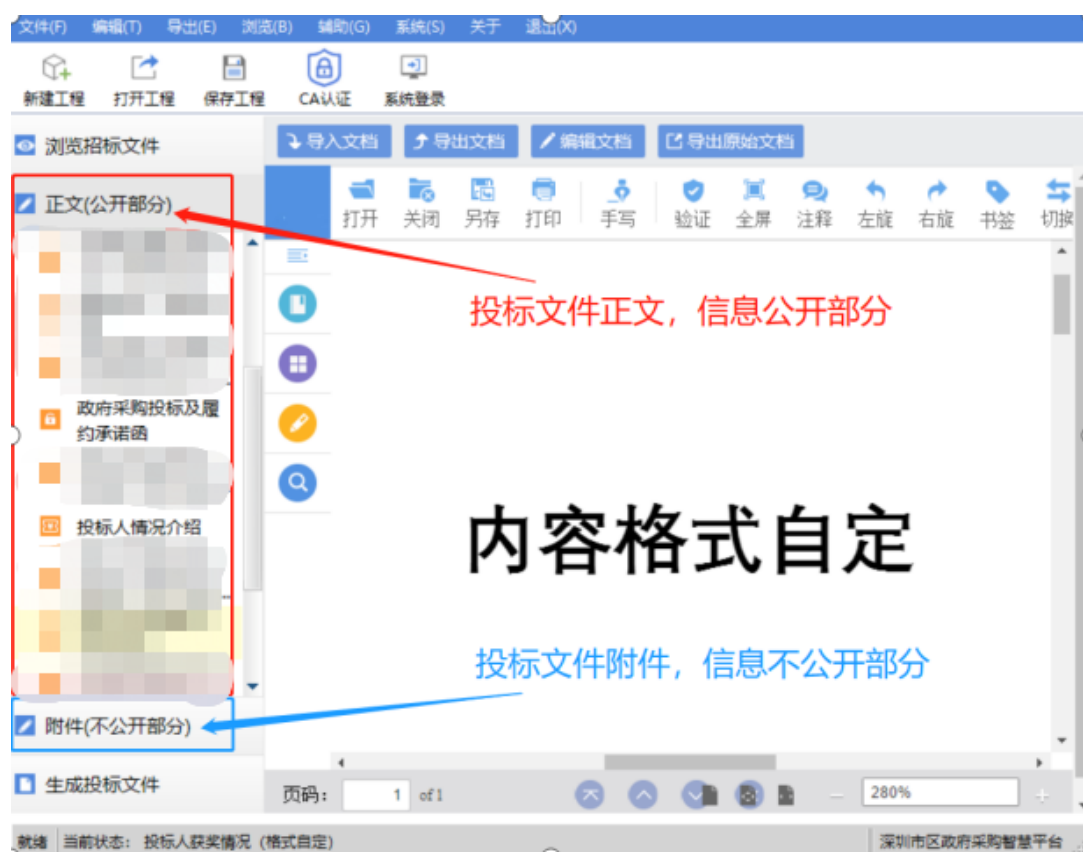 文件(F) 编辑(T) 导出(E) 浏览(B) 辅助(G) 系统(S) 关于 退出(X)
新建工程 打开工程 保存工程 CA认证 系统登录
浏览招标文件
导入文档 导出文档 编辑文档 导出原始文档
正文(公开部分)
打开 关闭 另存 打印 手写 验证 全屏 注释 左旋 右旋 书签 切换
投标文件正文，信息公开部分
政府采购投标及履
约承诺函
投标人情况介绍
内容格式自定
投标文件附件，信息不公开部分
附件(不公开部分)
生成投标文件
页码: 1 of 1 280%
就绪 当前状态: 投标人获奖情况 (格式自定) 深圳市区政府采购智慧平台